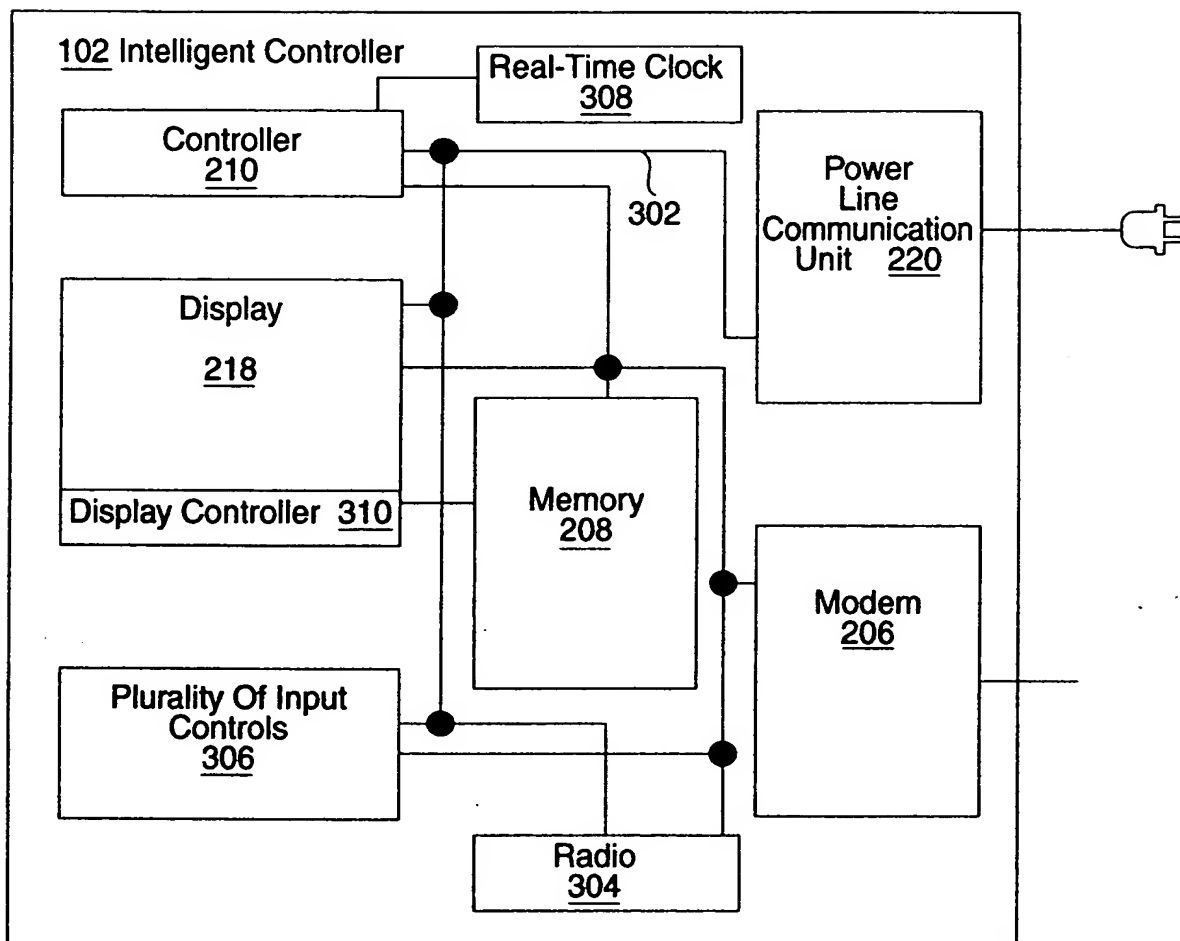 102 Intelligent Controller
Real-Time Clock
308
Controller
210
302
Power
Line
Communication
Unit 220
Display
218
Display Controller 310
Memory
208
Modem
206
Plurality Of Input
Controls
306
Radio
304